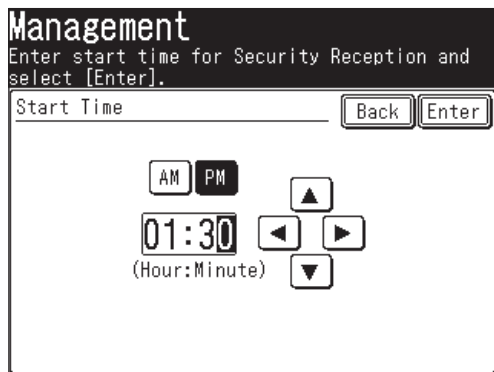 Management
Enter start time for Security Reception and
select [Enter].
Start Time Back Enter
AM PM
01:30
(Hour:Minute)